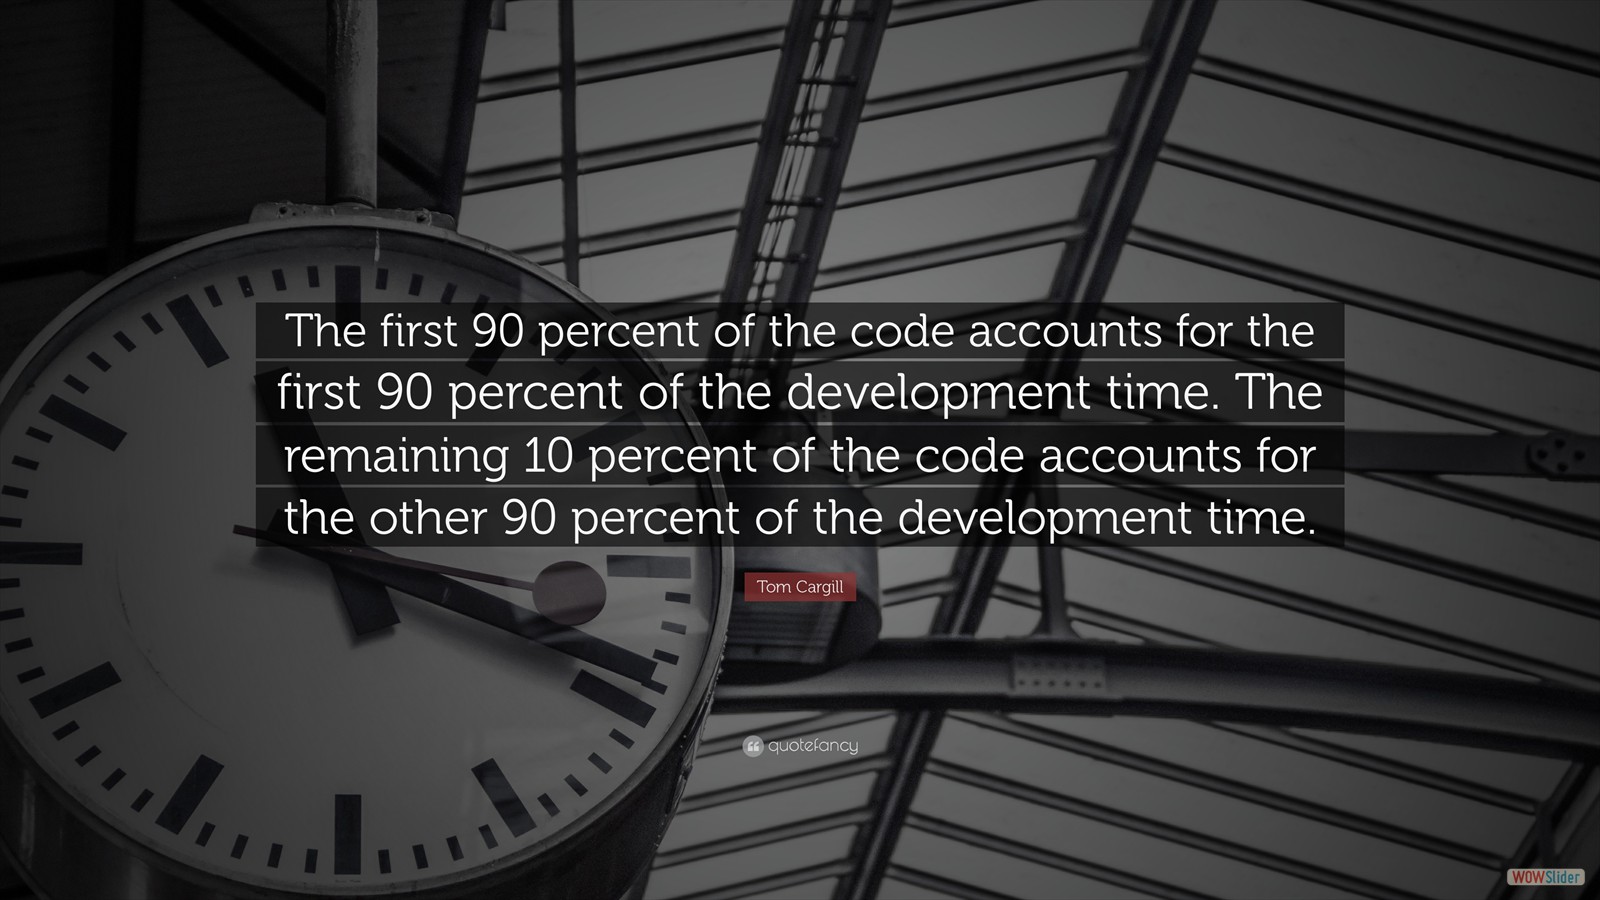 The first 90 percent of the code accounts for the
first 90 percent of the development time. The
remaining 10 percent of the code accounts for
the other 90 percent of the development time.
Tom Cargill
quotefancy
WOWSlider